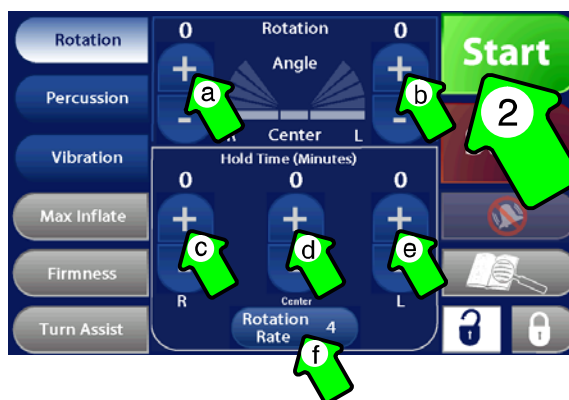 Rotation
Percussion
Vibration
Max Inflate
Firmness
Turn Assist
0 Rotation 0
+ Angle +
a b
- -
Center L
Hold Time (Minutes)
0 0 0
+ + +
c d e
R Center L
Rotation
Rate 4
f
Start
2